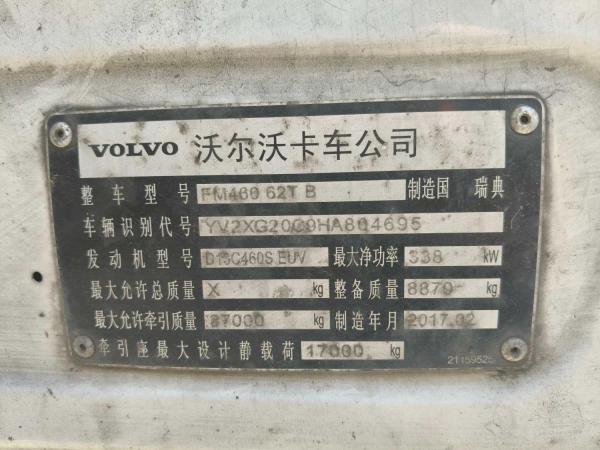 VOLVO 沃尔沃卡车公司
整车型号 FM460 62T B 制造国 瑞典
车辆识别代号 YV2XG20C9HA804695
发动机型号 D13C460S EUV 最大净功率 338 kW
最大允许总质量 X kg 整备质量 8870 kg
最大允许牵引质量 87000 kg 制造年月 2017.02
牵引座最大设计静载荷 17000 kg